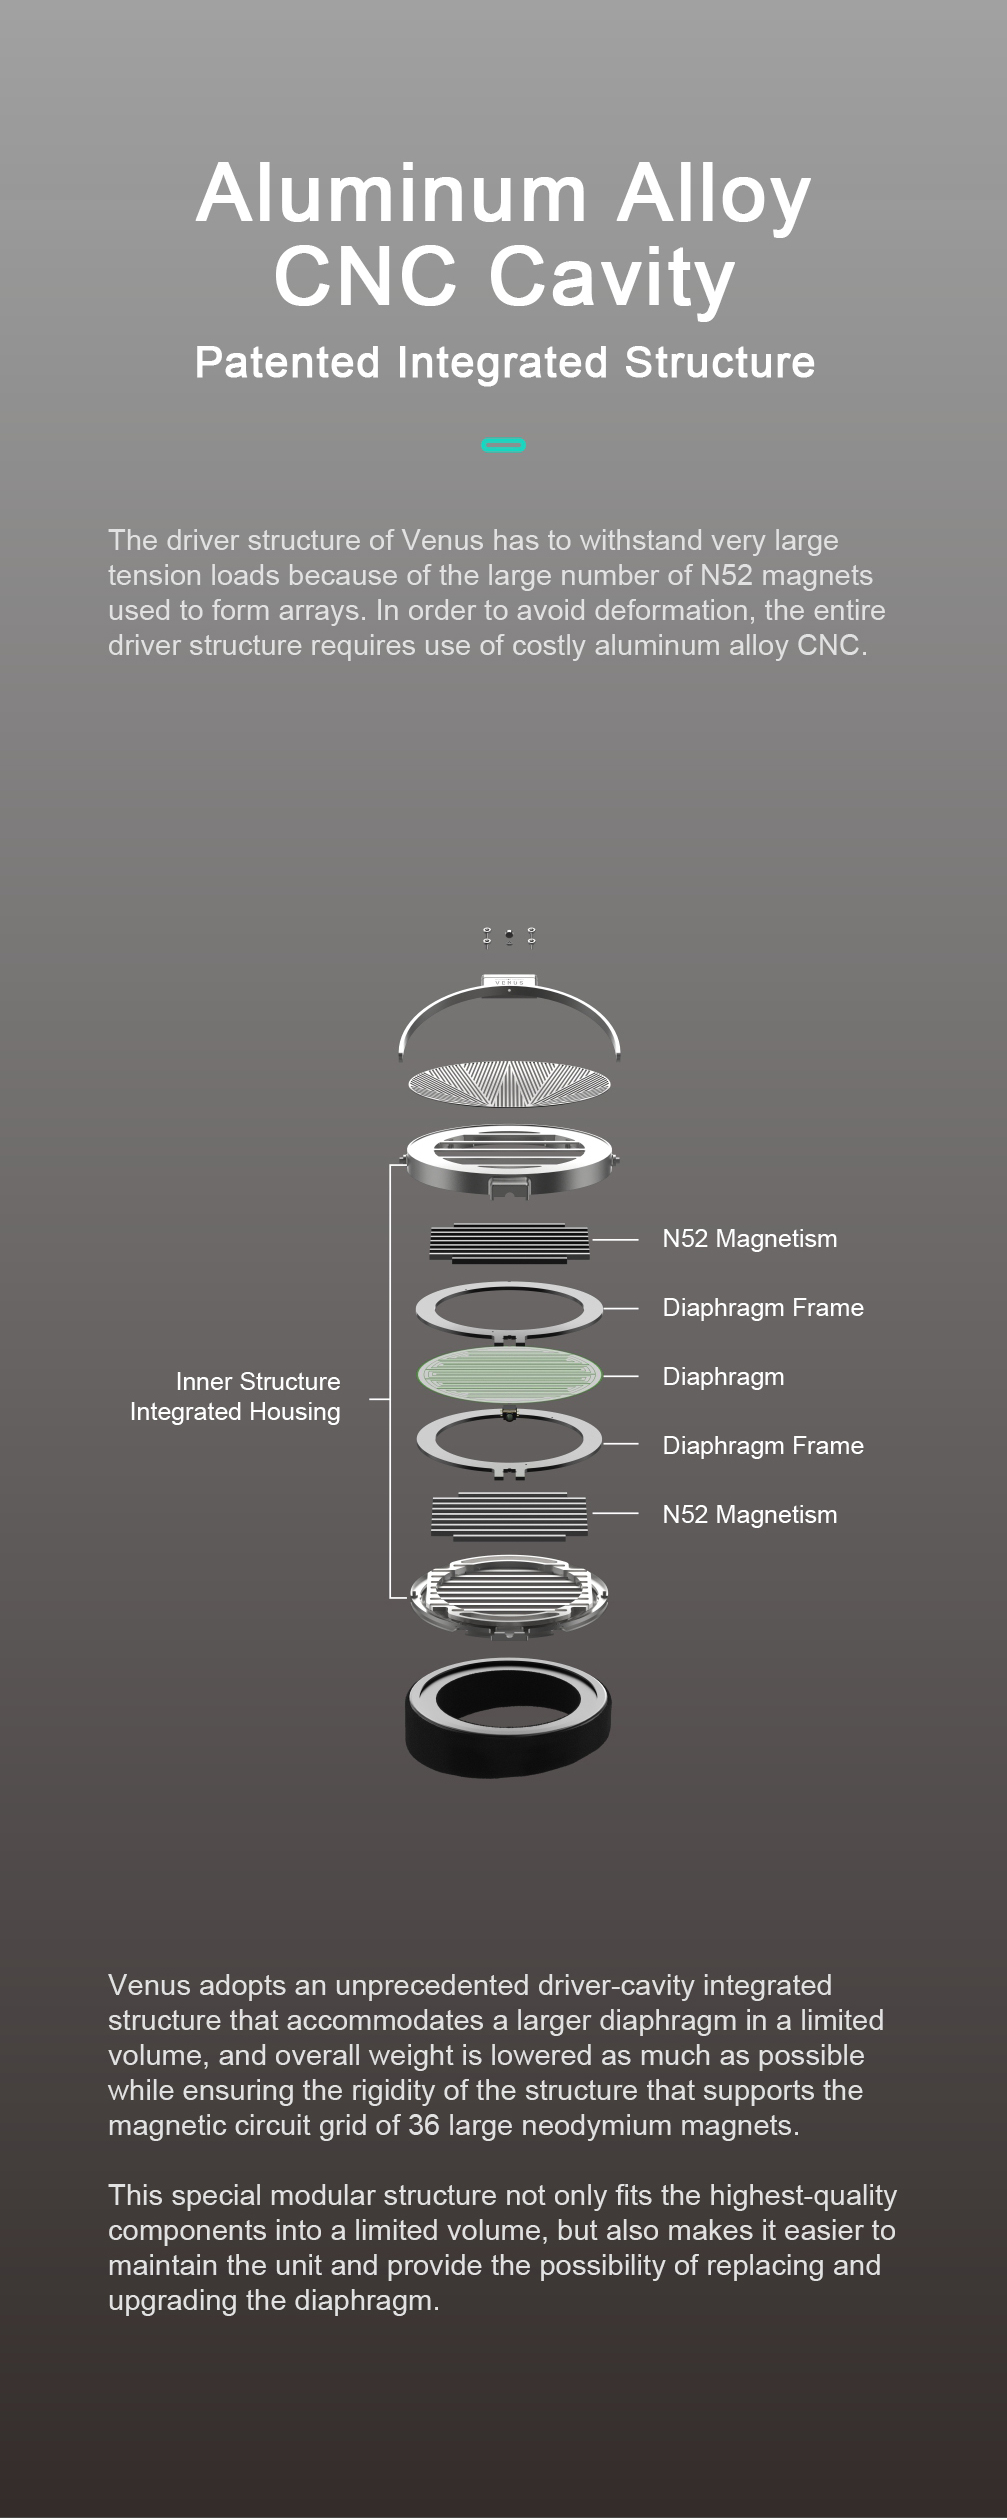 Aluminum Alloy
CNC Cavity
Patented Integrated Structure
The driver structure of Venus has to withstand very large
tension loads because of the large number of N52 magnets
used to form arrays. In order to avoid deformation, the entire
driver structure requires use of costly aluminum alloy CNC.
VENUS
N52 Magnetism
Diaphragm Frame
Diaphragm
Inner Structure
Integrated Housing
Diaphragm Frame
N52 Magnetism
Venus adopts an unprecedented driver-cavity integrated
structure that accommodates a larger diaphragm in a limited
volume, and overall weight is lowered as much as possible
while ensuring the rigidity of the structure that supports the
magnetic circuit grid of 36 large neodymium magnets.
This special modular structure not only fits the highest-quality
components into a limited volume, but also makes it easier to
maintain the unit and provide the possibility of replacing and
upgrading the diaphragm.